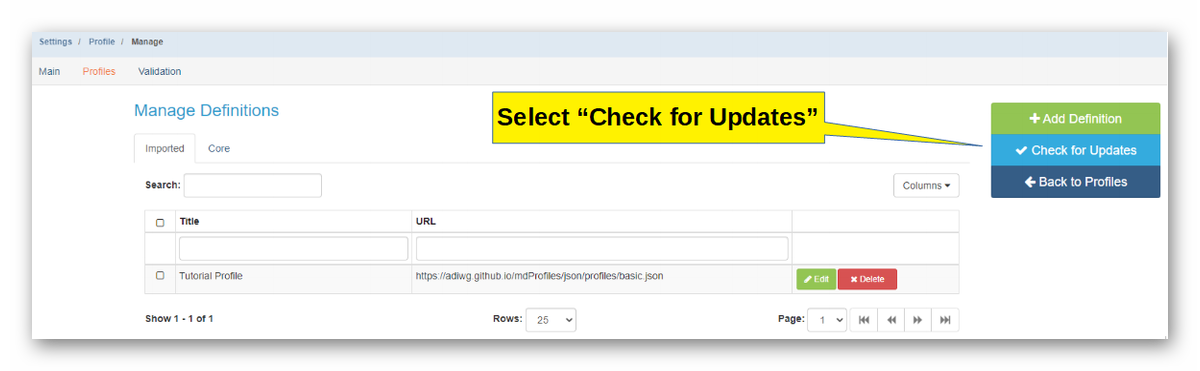 Settings / Profile / Manage
Main Profiles Validation
Manage Definitions
Select “Check for Updates”
Add Definition
Check for Updates
Back to Profiles
Imported Core
Search:
Columns
Title URL
Tutorial Profile https://adiwg.github.io/mdProfiles/json/profiles/basic.json Edit Delete
Show 1 - 1 of 1 Rows: 25 Page: 1